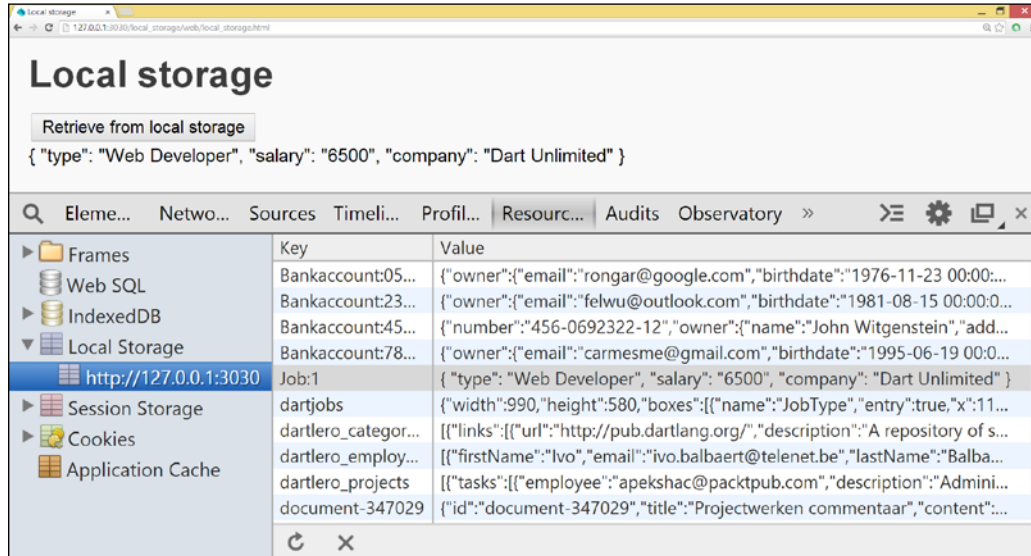 Local storage
127.0.0.1:3030/local_storage/web/local_storage.html
Local storage
Retrieve from local storage
{ "type": "Web Developer", "salary": "6500", "company": "Dart Unlimited" }
Eleme... Netwo... Sources Timeli... Profil... Resourc... Audits Observatory »
Frames
Web SQL
IndexedDB
Local Storage
http://127.0.0.1:3030
Session Storage
Cookies
Application Cache
Key Value
Bankaccount:05... {"owner":{"email":"rongar@google.com","birthdate":"1976-11-23 00:00:...
Bankaccount:23... {"owner":{"email":"felwu@outlook.com","birthdate":"1981-08-15 00:00:0...
Bankaccount:45... {"number":"456-0692322-12","owner":{"name":"John Witgenstein","add...
Bankaccount:78... {"owner":{"email":"carmesme@gmail.com","birthdate":"1995-06-19 00:0...
Job:1 { "type": "Web Developer", "salary": "6500", "company": "Dart Unlimited" }
dartjobs {"width":990,"height":580,"boxes":[{"name":"JobType","entry":true,"x":11...
dartlero_categor... [{"links":[{"url":"http://pub.dartlang.org/","description":"A repository of s...
dartlero_employ... [{"firstName":"Ivo","email":"ivo.balbaert@telenet.be","lastName":"Balba...
dartlero_projects [{"tasks":[{"employee":"apekshac@packtpub.com","description":"Admini...
document-347029 {"id":"document-347029","title":"Projectwerken commentaar","content":...